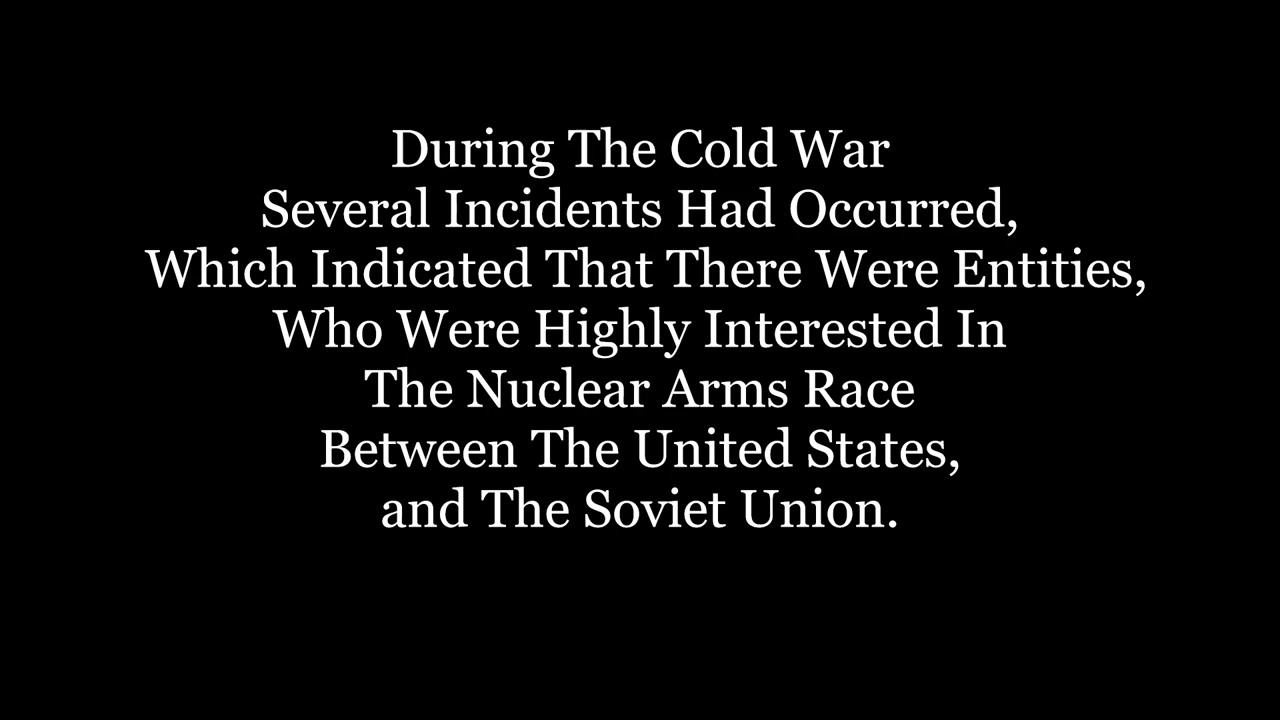 During The Cold War
Several Incidents Had Occurred,
Which Indicated That There Were Entities,
Who Were Highly Interested In
The Nuclear Arms Race
Between The United States,
and The Soviet Union.